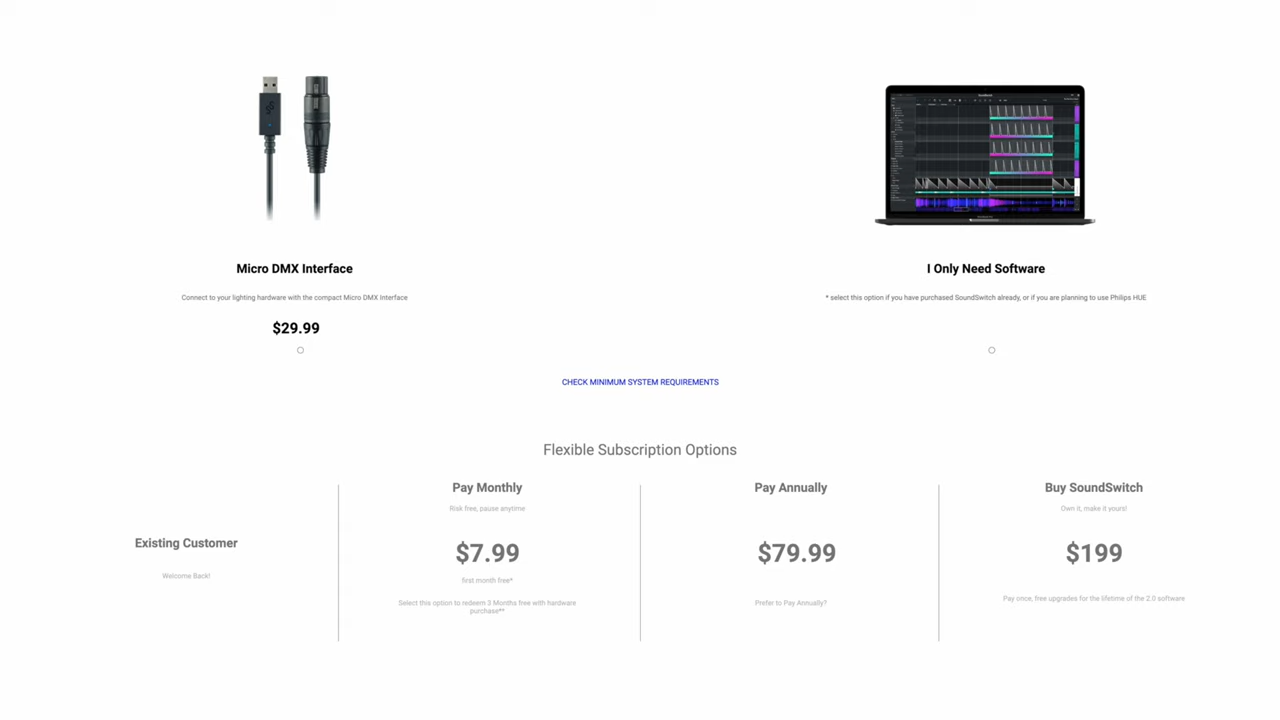 Micro DMX Interface
I Only Need Software
Connect to your lighting hardware with the compact Micro DMX Interface
* select this option if you have purchased SoundSwitch already, or if you are planning to use Philips HUE
$29.99
CHECK MINIMUM SYSTEM REQUIREMENTS
Flexible Subscription Options
Existing Customer
Welcome Back!
Pay Monthly
Risk free, pause anytime
$7.99
first month free*
Select this option to redeem 3 Months free with hardware
purchase**
Pay Annually
$79.99
Prefer to Pay Annually?
Buy SoundSwitch
Own it, make it yours!
$199
Pay once, free upgrades for the lifetime of the 2.0 software